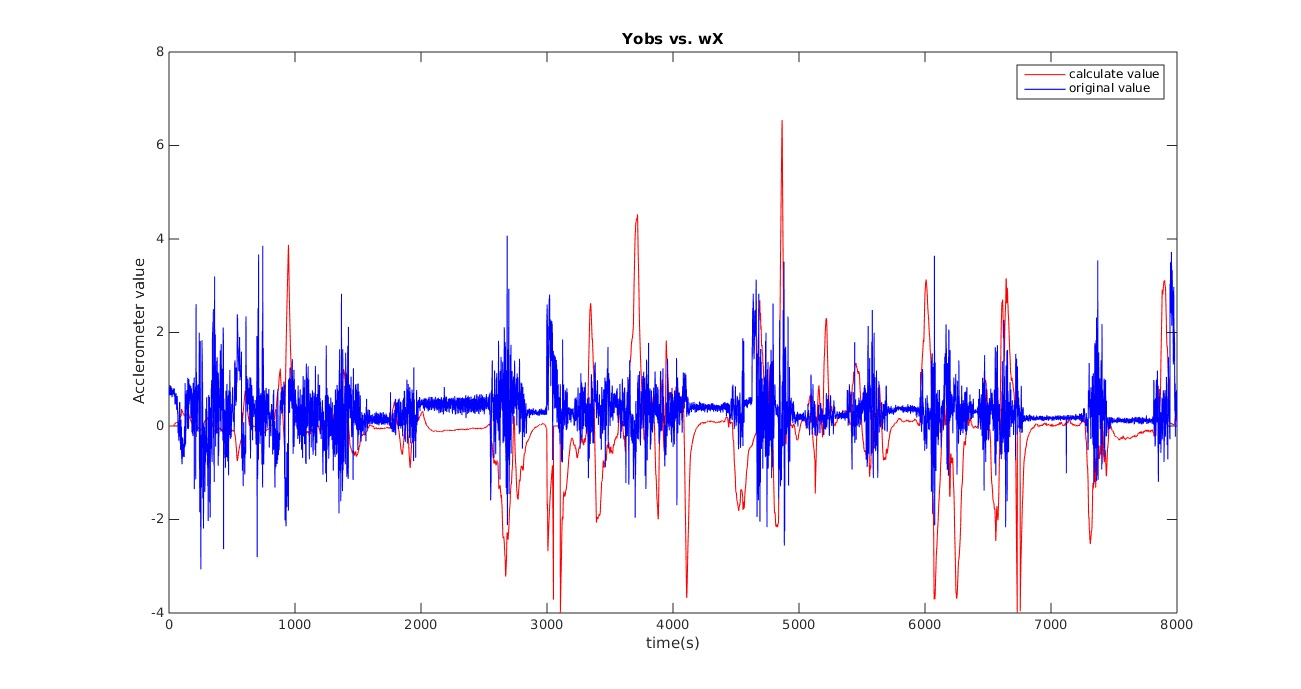 Yobs vs. wX
calculate value
original value
8
6
4
2
0
-2
-4
Acclerometer value
0 1000 2000 3000 4000 5000 6000 7000 8000
time(s)